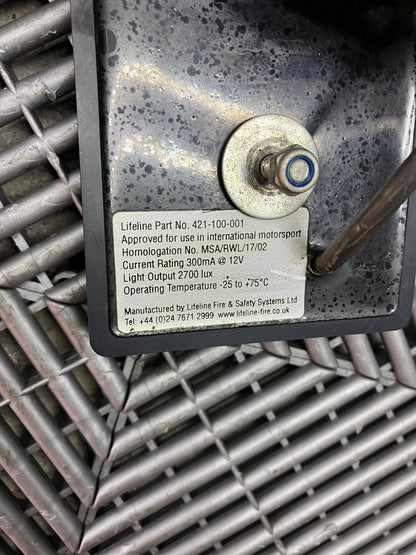 Lifeline Part No. 421-100-001
Approved for use in international motorsport
Homologation No. MSA/RWL/17/02
Current Rating 300mA @ 12V
Light Output 2700 lux
Operating Temperature -25 to +75°C
Manufactured by Lifeline Fire & Safety Systems Ltd
Tel: +44 (0)24 7671 2999 www.lifeline-fire.co.uk